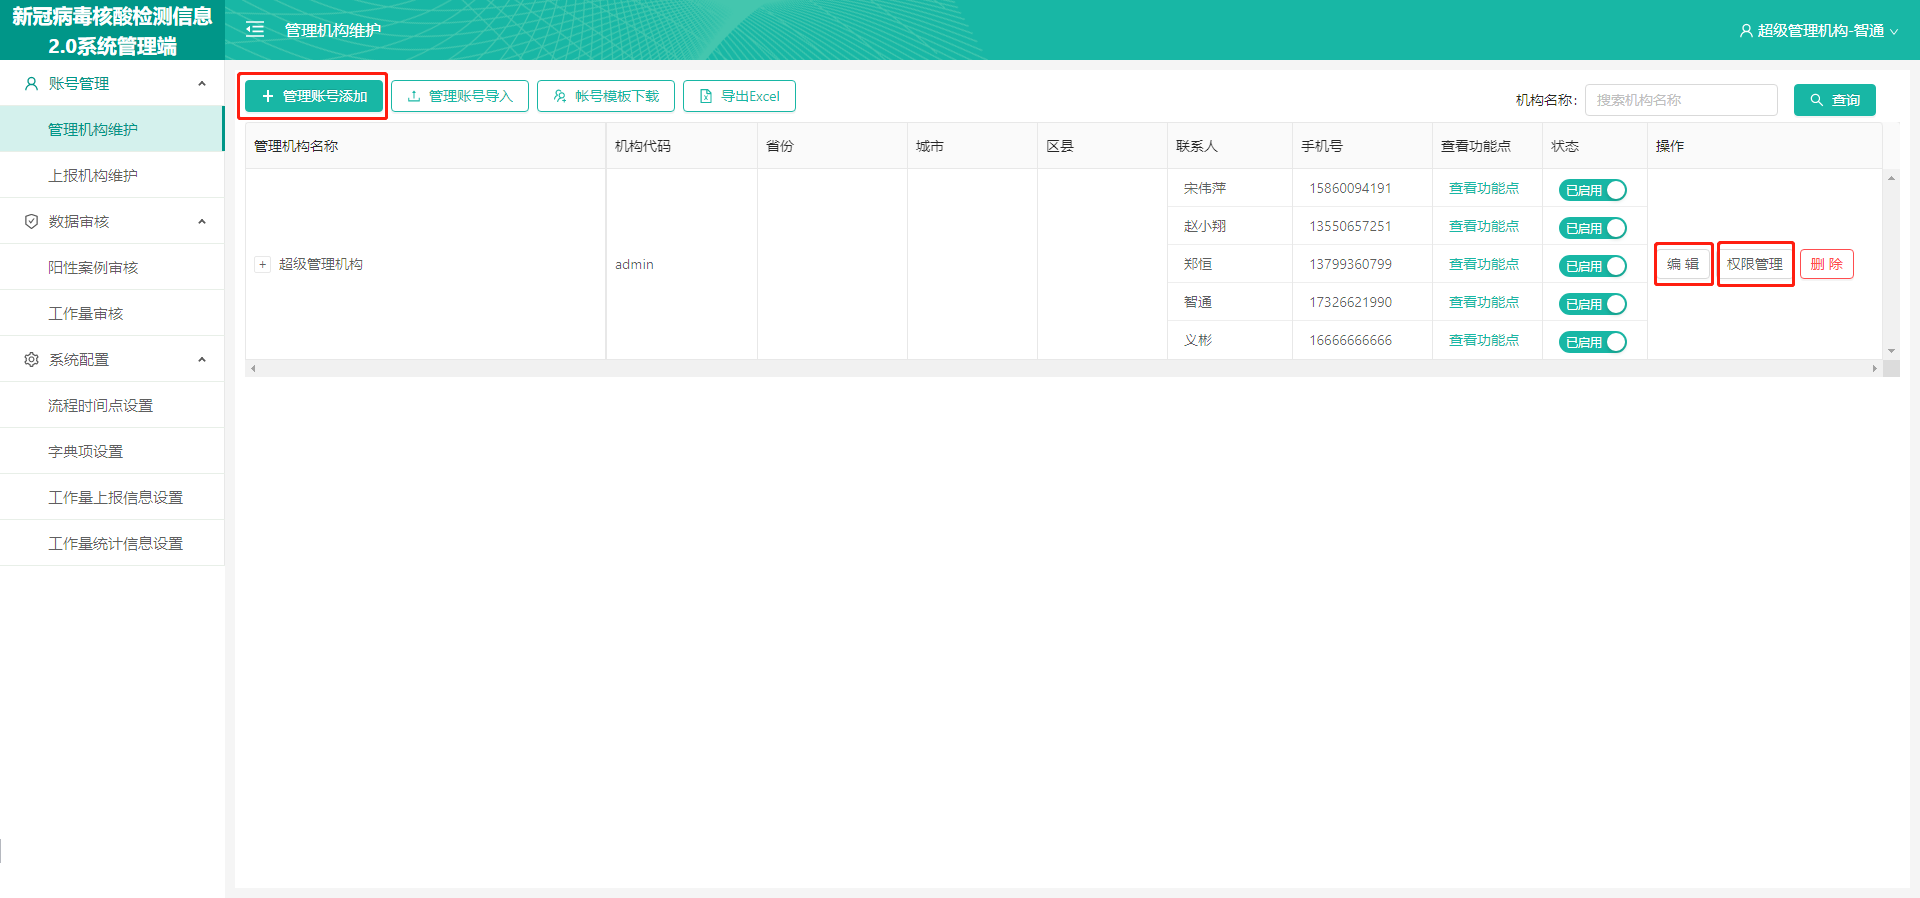 新冠病毒核酸检测信息
2.0系统管理端
管理机构维护
超级管理机构-智通
账号管理
管理机构维护
上报机构维护
数据审核
阳性案例审核
工作量审核
系统配置
流程时间点设置
字典项设置
工作量上报信息设置
工作量统计信息设置
管理账号添加 管理账号导入 帐号模板下载 导出Excel
机构名称: 搜索机构名称 查询
管理机构名称 机构代码 省份 城市 区县 联系人 手机号 查看功能点 状态 操作
宋伟萍 15860094191 查看功能点 已启用
赵小翔 13550657251 查看功能点 已启用
超级管理机构 admin 郑恒 13799360799 查看功能点 已启用 编辑 权限管理 删除
智通 17326621990 查看功能点 已启用
义彬 16666666666 查看功能点 已启用